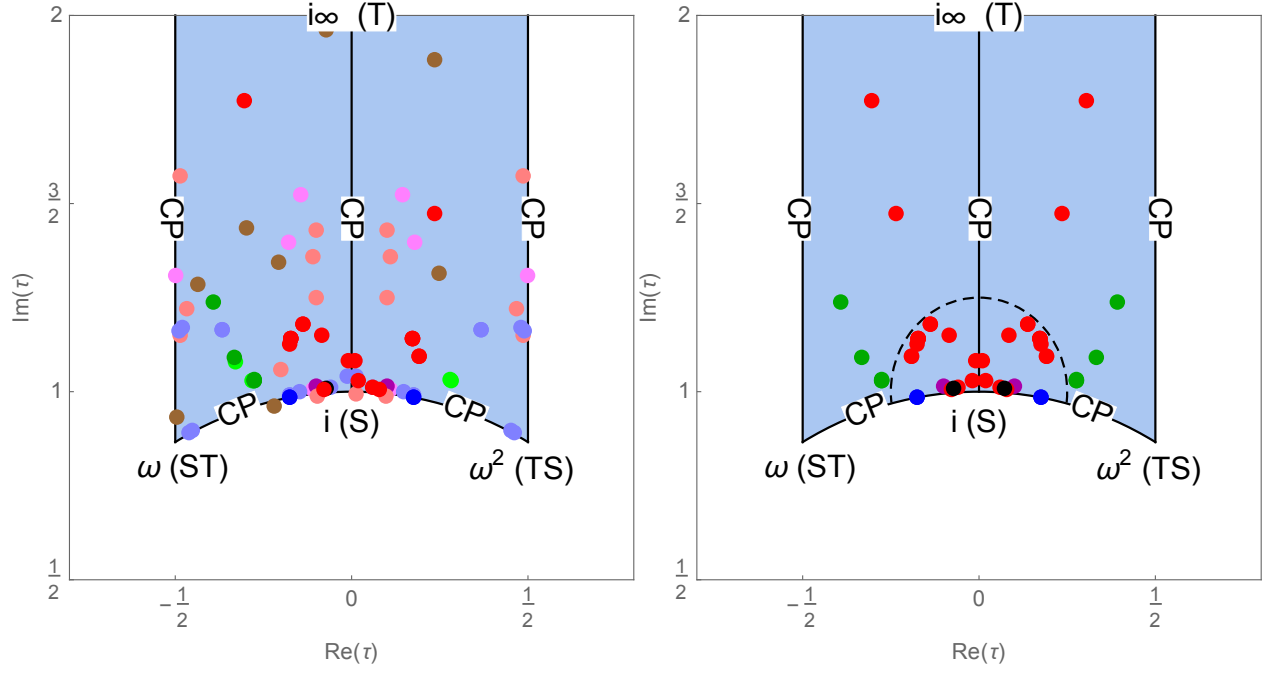 2
i∞ (T)
3
2
CP
CP
CP
Im(τ)
1
CP
i (S)
CP
ω (ST)
ω² (TS)
1
2
−1
2
0
1
2
Re(τ)
2
i∞ (T)
3
2
CP
CP
CP
Im(τ)
1
CP
i (S)
CP
ω (ST)
ω² (TS)
1
2
−1
2
0
1
2
Re(τ)